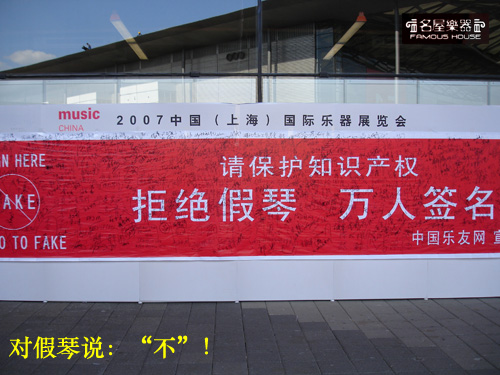 名屋樂器
FAMOUS HOUSE
music
CHINA
2007中国（上海）国际乐器展览会
N HERE
AKE
O TO FAKE
请保护知识产权
拒绝假琴 万人签名
中国乐友网
对假琴说：“不”！